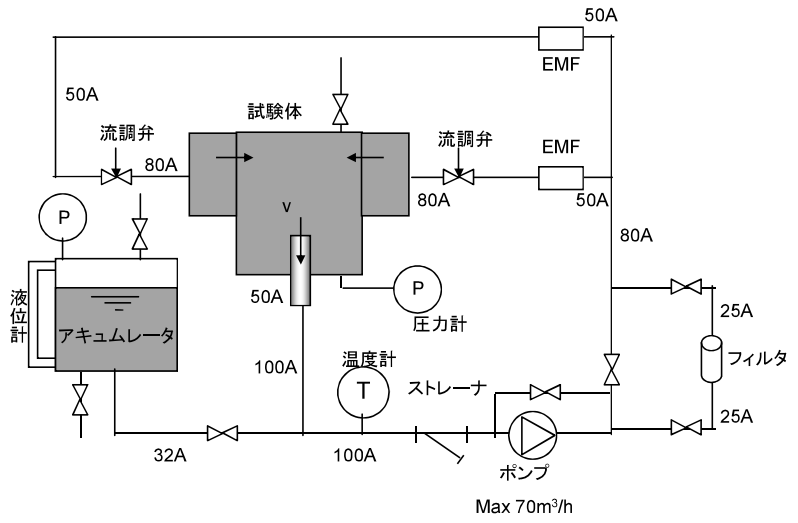 50A
EMF
50A
試験体
流調弁
流調弁
EMF
80A
80A
50A
80A
P
v
50A
P
圧力計
液位計
アキュムレータ
25A
100A
温度計
T
ストレーナ
フィルタ
25A
32A
100A
ポンプ
Max 70m³/h